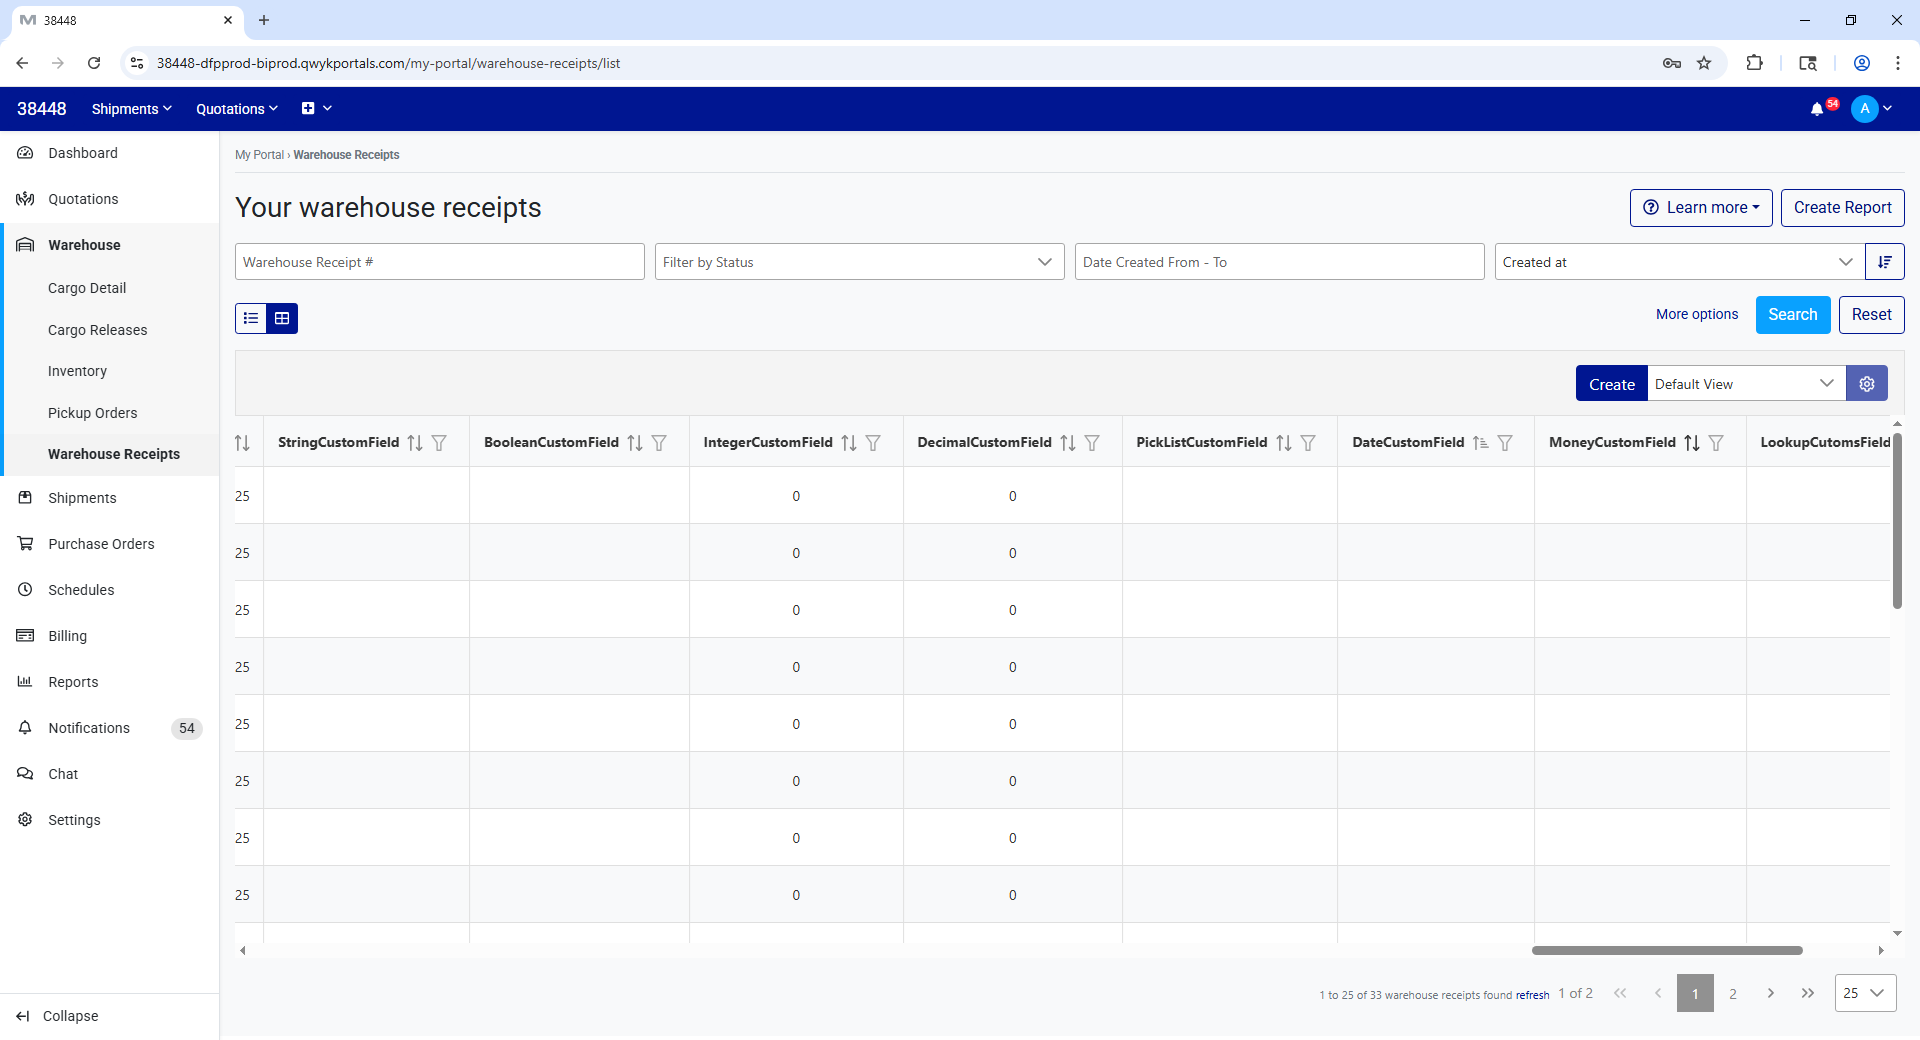 38448
38448-dfpprod-biprod.qwykportals.com/my-portal/warehouse-receipts/list
38448 Shipments Quotations 54 A
Dashboard
Quotations
Warehouse
Cargo Detail
Cargo Releases
Inventory
Pickup Orders
Warehouse Receipts
Shipments
Purchase Orders
Schedules
Billing
Reports
Notifications 54
Chat
Settings
Collapse
My Portal › Warehouse Receipts
Your warehouse receipts
Learn more Create Report
Warehouse Receipt # Filter by Status Date Created From - To Created at
More options Search Reset
Create Default View
StringCustomField BooleanCustomField IntegerCustomField DecimalCustomField PickListCustomField DateCustomField MoneyCustomField LookupCutomsField
25 0 0
25 0 0
25 0 0
25 0 0
25 0 0
25 0 0
25 0 0
25 0 0
1 to 25 of 33 warehouse receipts found refresh 1 of 2 1 2 25